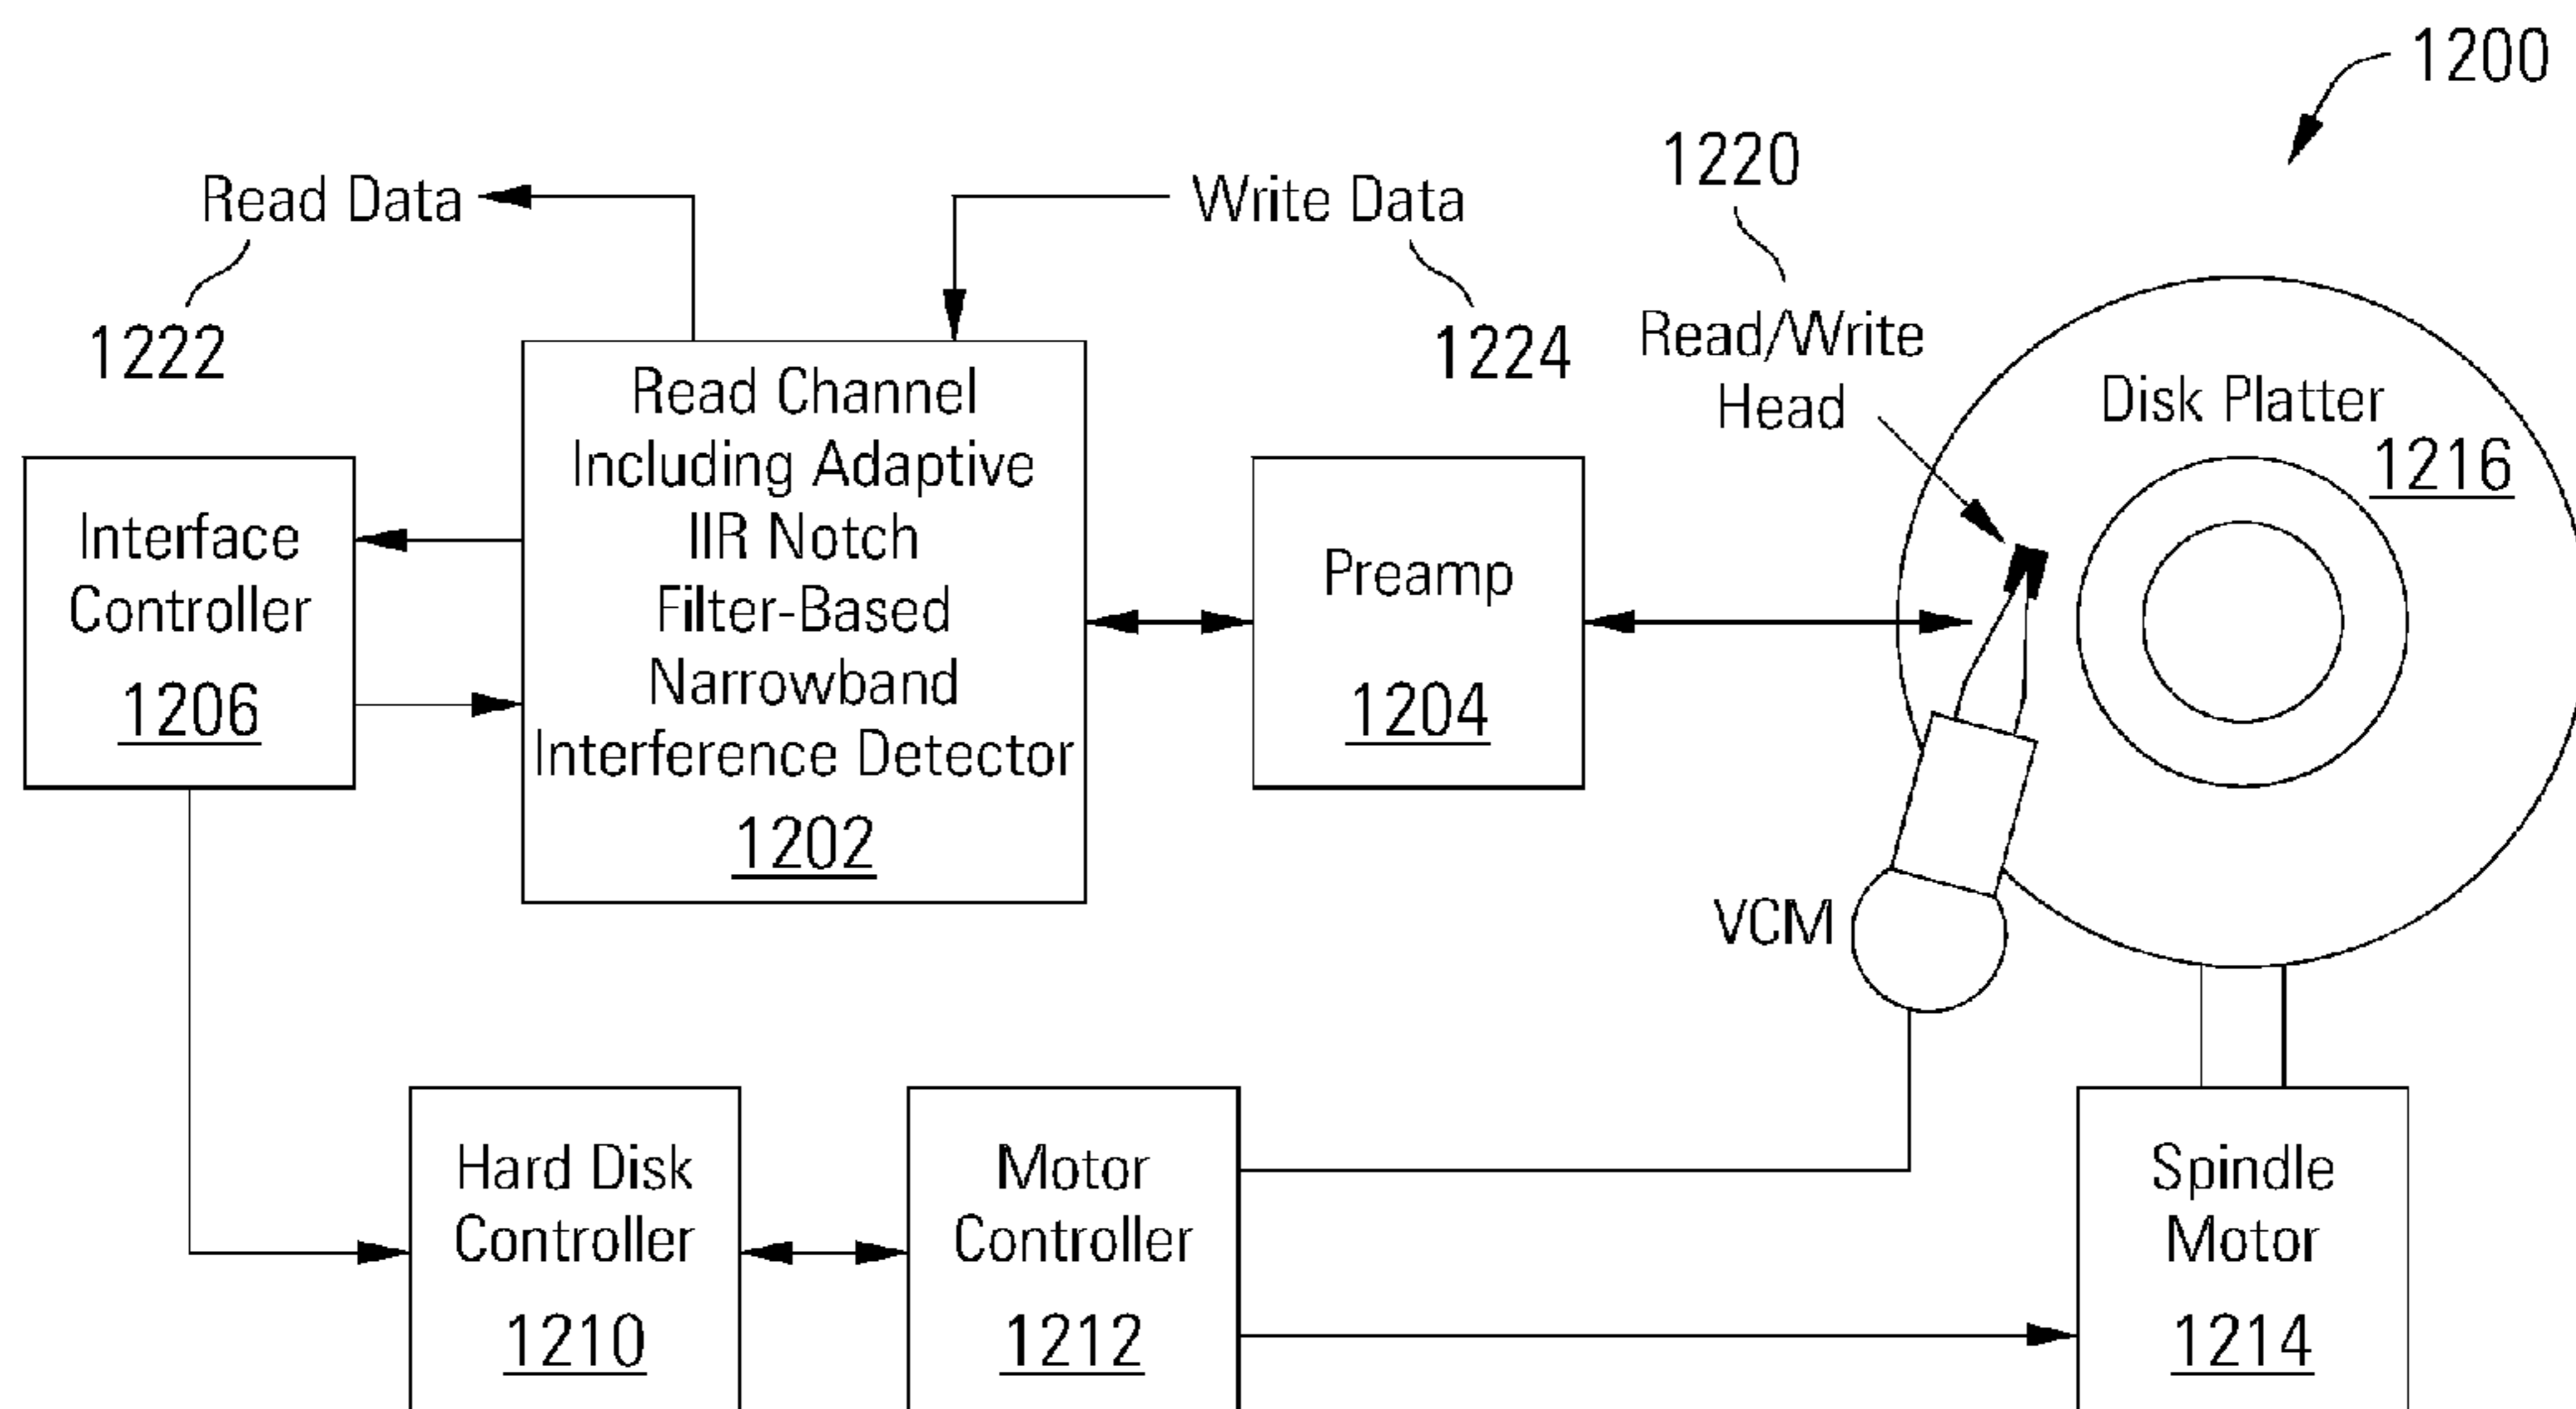 1200
1220
Read Data
Write Data
1222
1224
Read/Write
Head
Disk Platter
1216
Read Channel
Including Adaptive
IIR Notch
Filter-Based
Narrowband
Interference Detector
1202
Interface
Controller
1206
Preamp
1204
VCM
Hard Disk
Controller
1210
Motor
Controller
1212
Spindle
Motor
1214